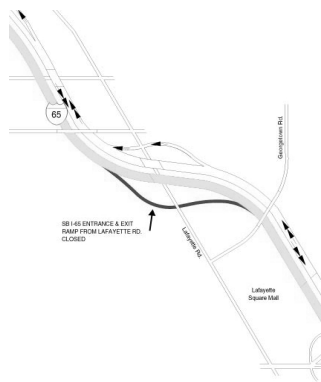 65
Georgetown Rd.
SB I-65 ENTRANCE & EXIT
RAMP FROM LAFAYETTE RD.
CLOSED
Lafayette Rd.
Lafayette
Square Mall